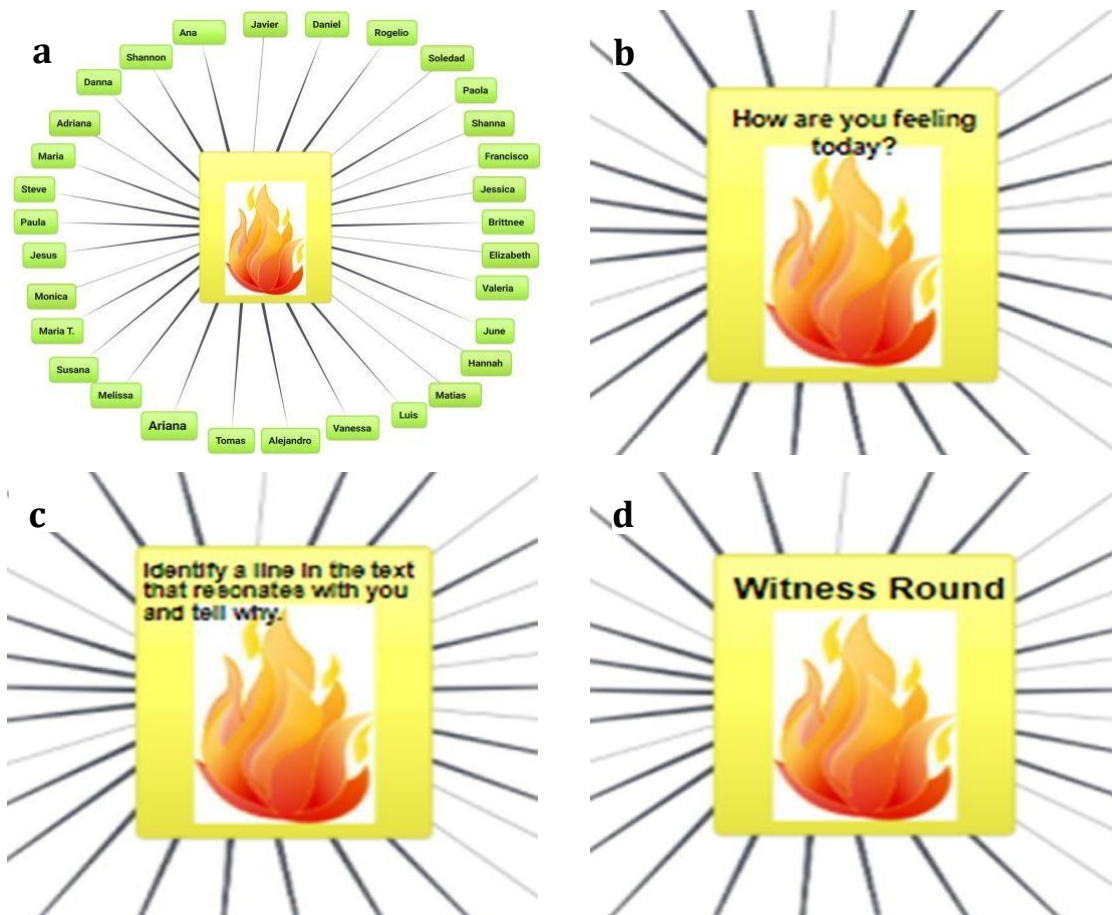 a
Ana
Javier
Daniel
Rogelio
Shannon
Soledad
Danna
Paola
Adriana
Shanna
Maria
Francisco
Steve
Jessica
Paula
Brittnee
Jesus
Elizabeth
Monica
Valeria
Maria T.
June
Susana
Hannah
Melissa
Matias
Ariana
Luis
Tomas
Alejandro
Vanessa
b
How are you feeling
today?
c
Identify a line in the text
that resonates with you
and tell why.
d
Witness Round